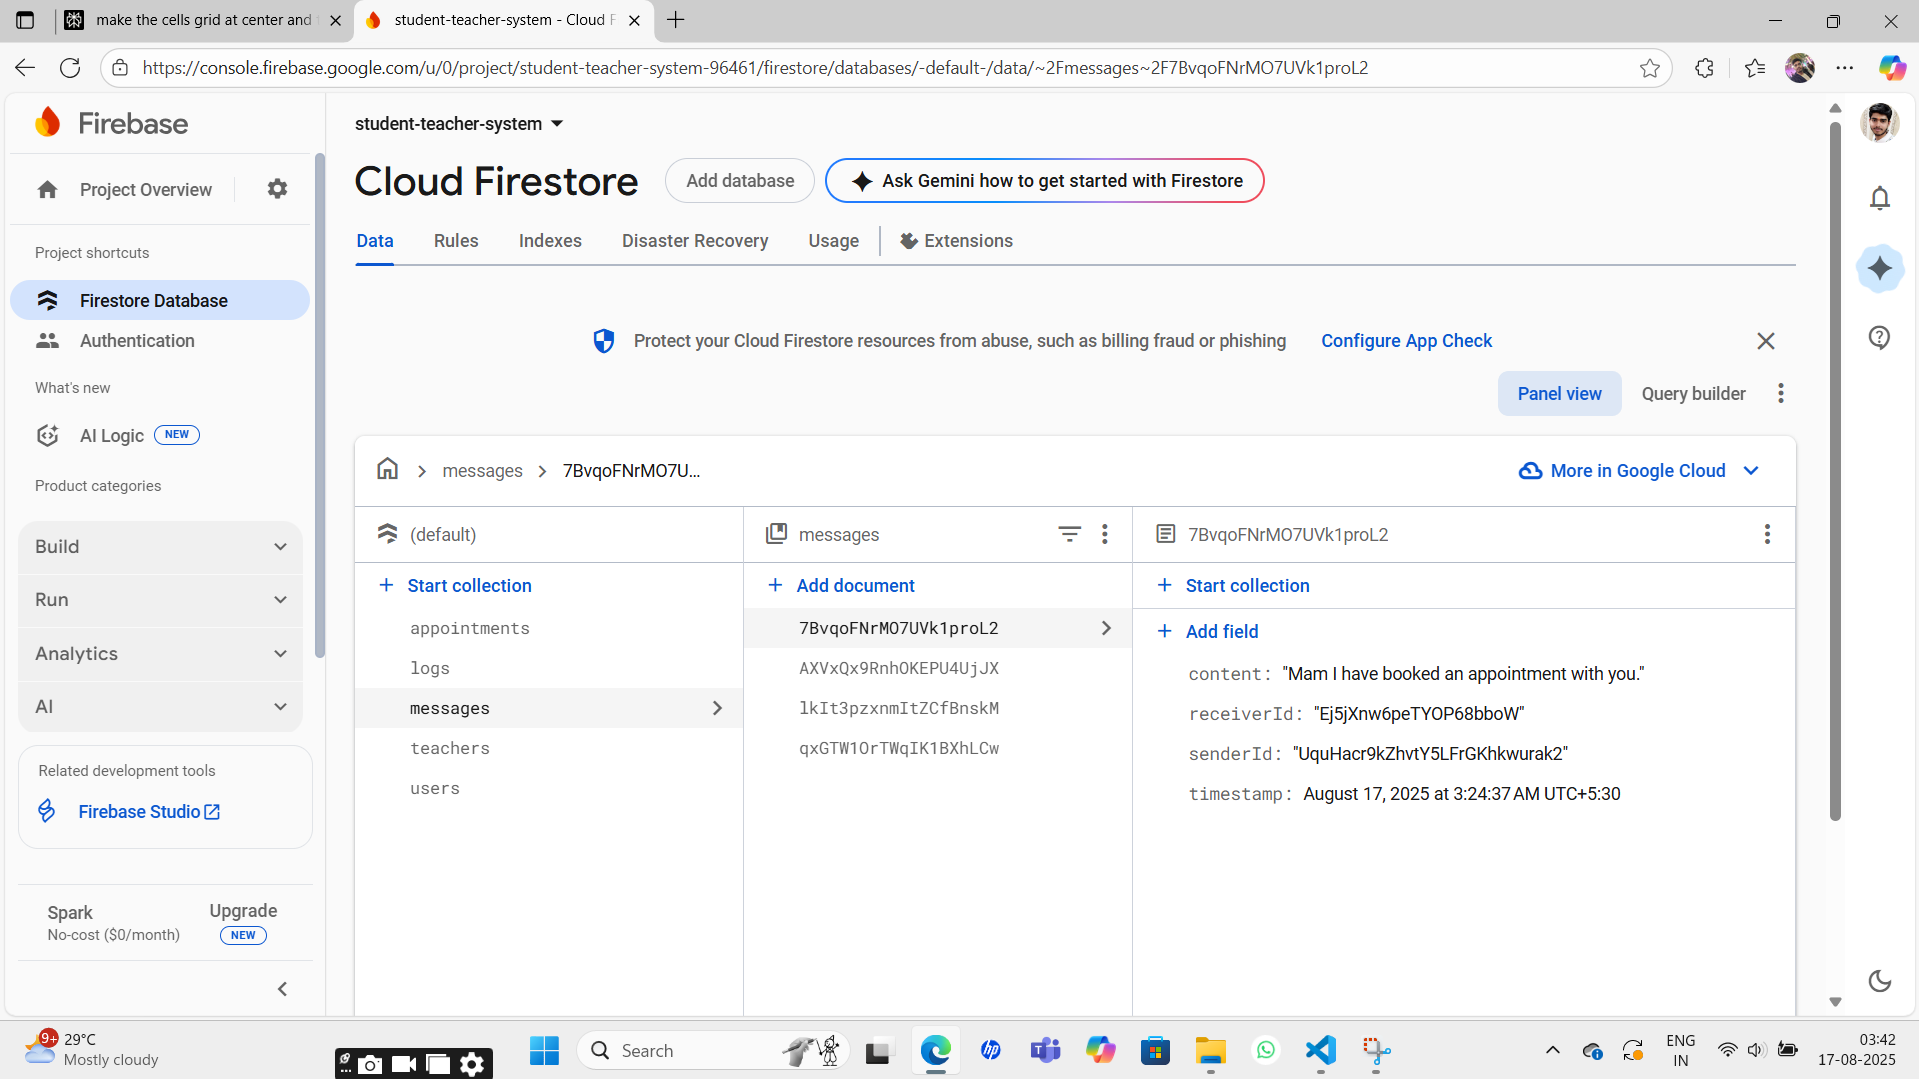 make the cells grid at center and
student-teacher-system - Cloud F
https://console.firebase.google.com/u/0/project/student-teacher-system-96461/firestore/databases/-default-/data/~2Fmessages~2F7BvqoFNrMO7UVk1proL2
Firebase
Project Overview
Project shortcuts
Firestore Database
Authentication
What's new
AI Logic NEW
Product categories
Build
Run
Analytics
AI
Related development tools
Firebase Studio
Spark
No-cost ($0/month)
Upgrade
NEW
student-teacher-system
Cloud Firestore
Add database
Ask Gemini how to get started with Firestore
Data Rules Indexes Disaster Recovery Usage Extensions
Protect your Cloud Firestore resources from abuse, such as billing fraud or phishing Configure App Check
Panel view Query builder
messages 7BvqoFNrMO7U...
More in Google Cloud
(default)
Start collection
appointments
logs
messages
teachers
users
messages
Add document
7BvqoFNrMO7UVk1proL2
AXVxQx9RnhOKEPU4UjJX
lkIt3pzxnmItZCfBnskM
qxGTW1OrTWqIK1BXhLCw
7BvqoFNrMO7UVk1proL2
Start collection
Add field
content: "Mam I have booked an appointment with you."
receiverId: "Ej5jXnw6peTYOP68bboW"
senderId: "UquHacr9kZhvtY5LFrGKhkwurak2"
timestamp: August 17, 2025 at 3:24:37 AM UTC+5:30
9+
29°C
Mostly cloudy
Search
hp
ENG
IN
03:42
17-08-2025